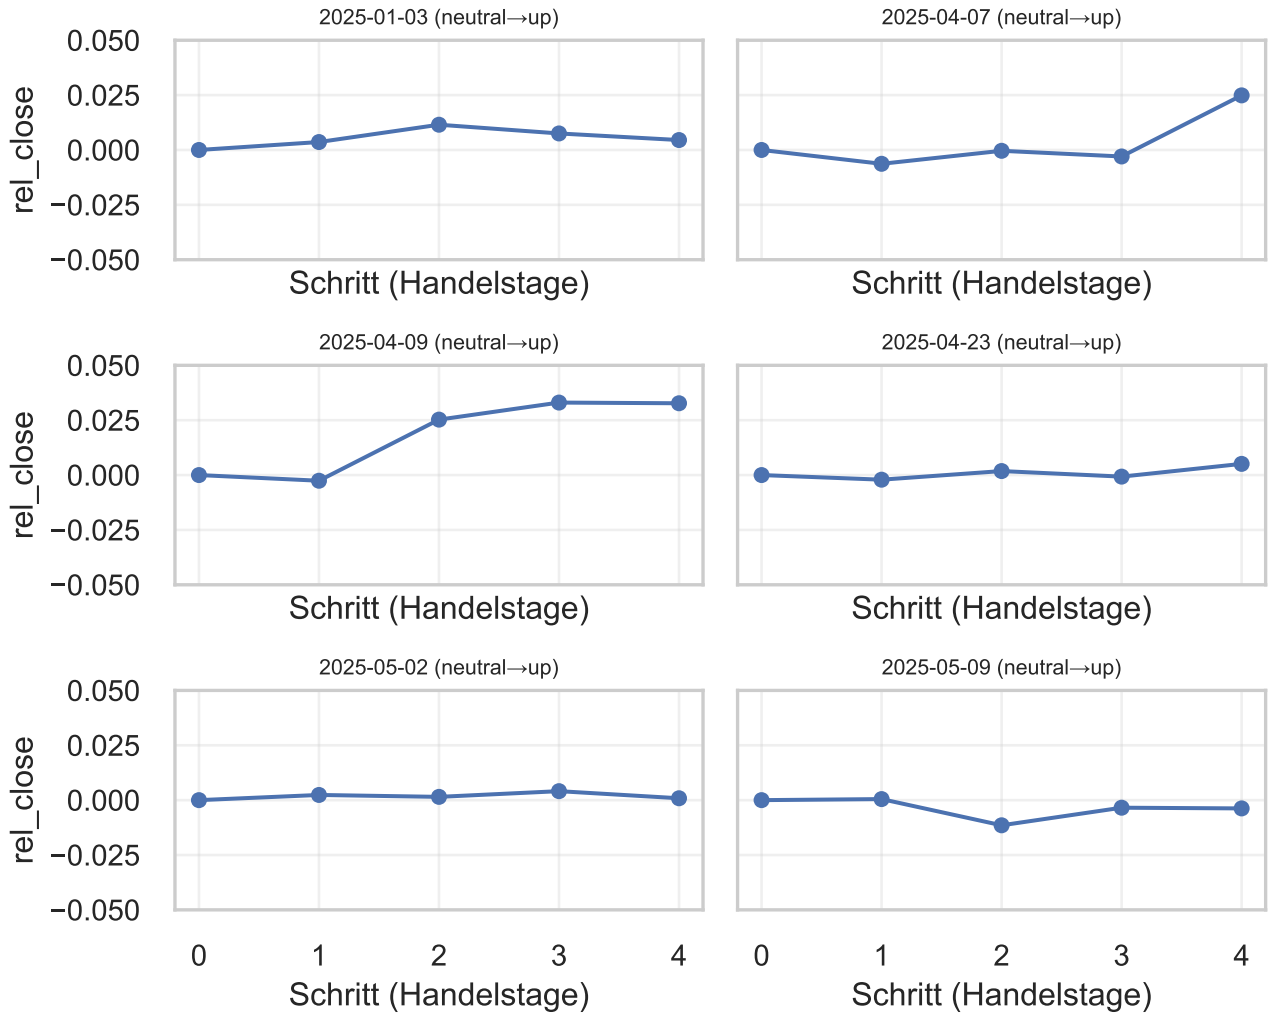 2025-01-03 (neutral→up)
0.050
0.025
0.000
−0.025
−0.050
rel_close
Schritt (Handelstage)
2025-04-07 (neutral→up)
Schritt (Handelstage)
2025-04-09 (neutral→up)
0.050
0.025
0.000
−0.025
−0.050
rel_close
Schritt (Handelstage)
2025-04-23 (neutral→up)
Schritt (Handelstage)
2025-05-02 (neutral→up)
0.050
0.025
0.000
−0.025
−0.050
rel_close
0 1 2 3 4
Schritt (Handelstage)
2025-05-09 (neutral→up)
0 1 2 3 4
Schritt (Handelstage)